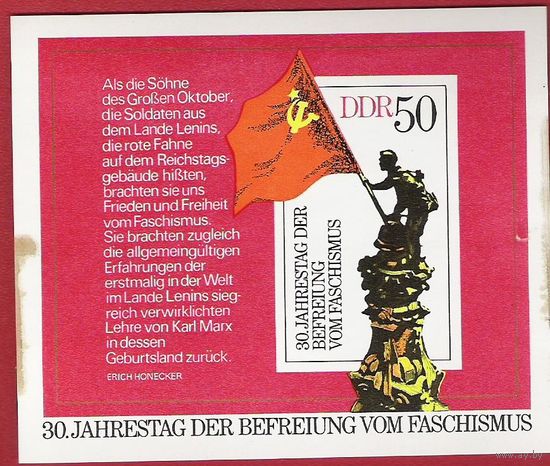 Als die Söhne
des Großen Oktober,
die Soldaten aus
dem Lande Lenins,
die rote Fahne
auf dem Reichstags-
gebäude hißten,
brachten sie uns
Frieden und Freiheit
vom Faschismus.
Sie brachten zugleich
die allgemeingültigen
Erfahrungen der
erstmalig in der Welt
im Lande Lenins sieg-
reich verwirklichten
Lehre von Karl Marx
in dessen
Geburtsland zurück.
ERICH HONECKER
DDR 50
30. JAHRESTAG DER
BEFREIUNG
VOM FASCHISMUS
30. JAHRESTAG DER BEFREIUNG VOM FASCHISMUS
www.ay.by